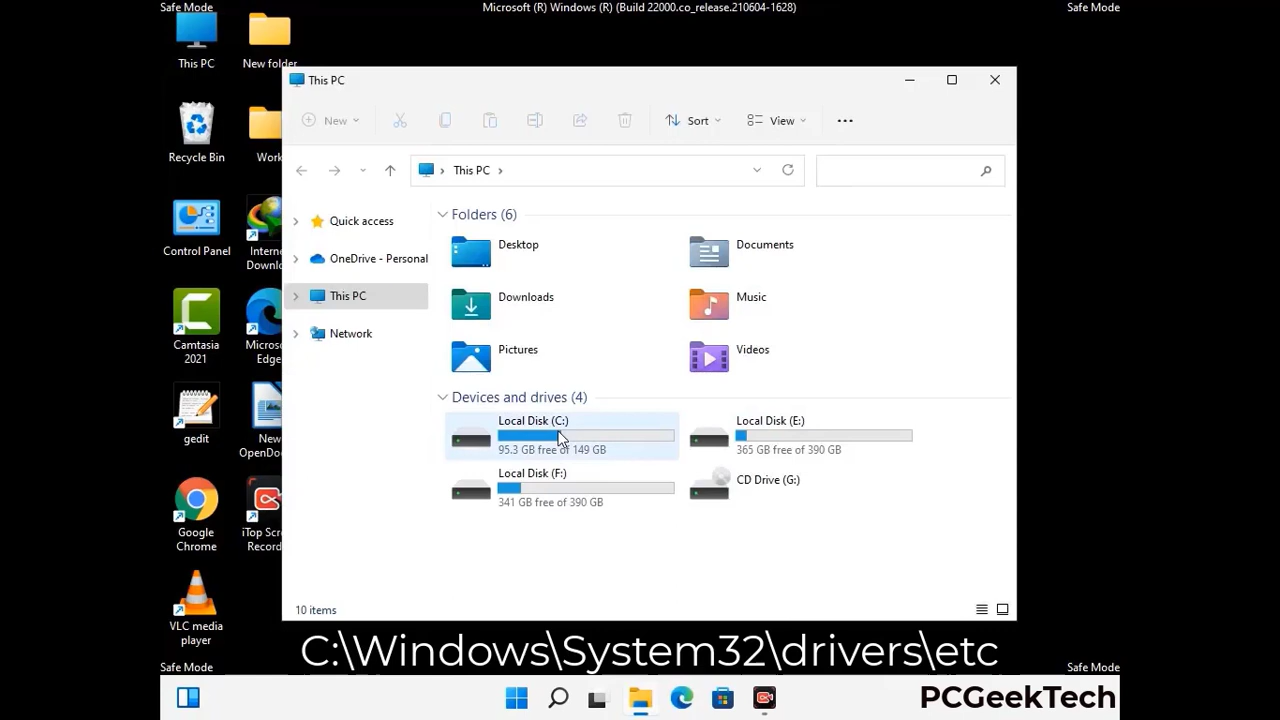 Safe Mode
Microsoft (R) Windows (R) (Build 22000.co_release.210604-1628)
Safe Mode
This PC
New folder
Recycle Bin
Work
Control Panel
Internet
Downlo...
Camtasia
2021
Micros...
Edge
gedit
New
OpenDo...
Google
Chrome
iTop Scr...
Record...
VLC media
player
This PC
New
Sort
View
This PC
Quick access
OneDrive - Personal
This PC
Network
Folders (6)
Desktop
Documents
Downloads
Music
Pictures
Videos
Devices and drives (4)
Local Disk (C:)
95.3 GB free of 149 GB
Local Disk (E:)
365 GB free of 390 GB
Local Disk (F:)
341 GB free of 390 GB
CD Drive (G:)
10 items
C:\Windows\System32\drivers\etc
Safe Mode
Safe Mode
PCGeekTech